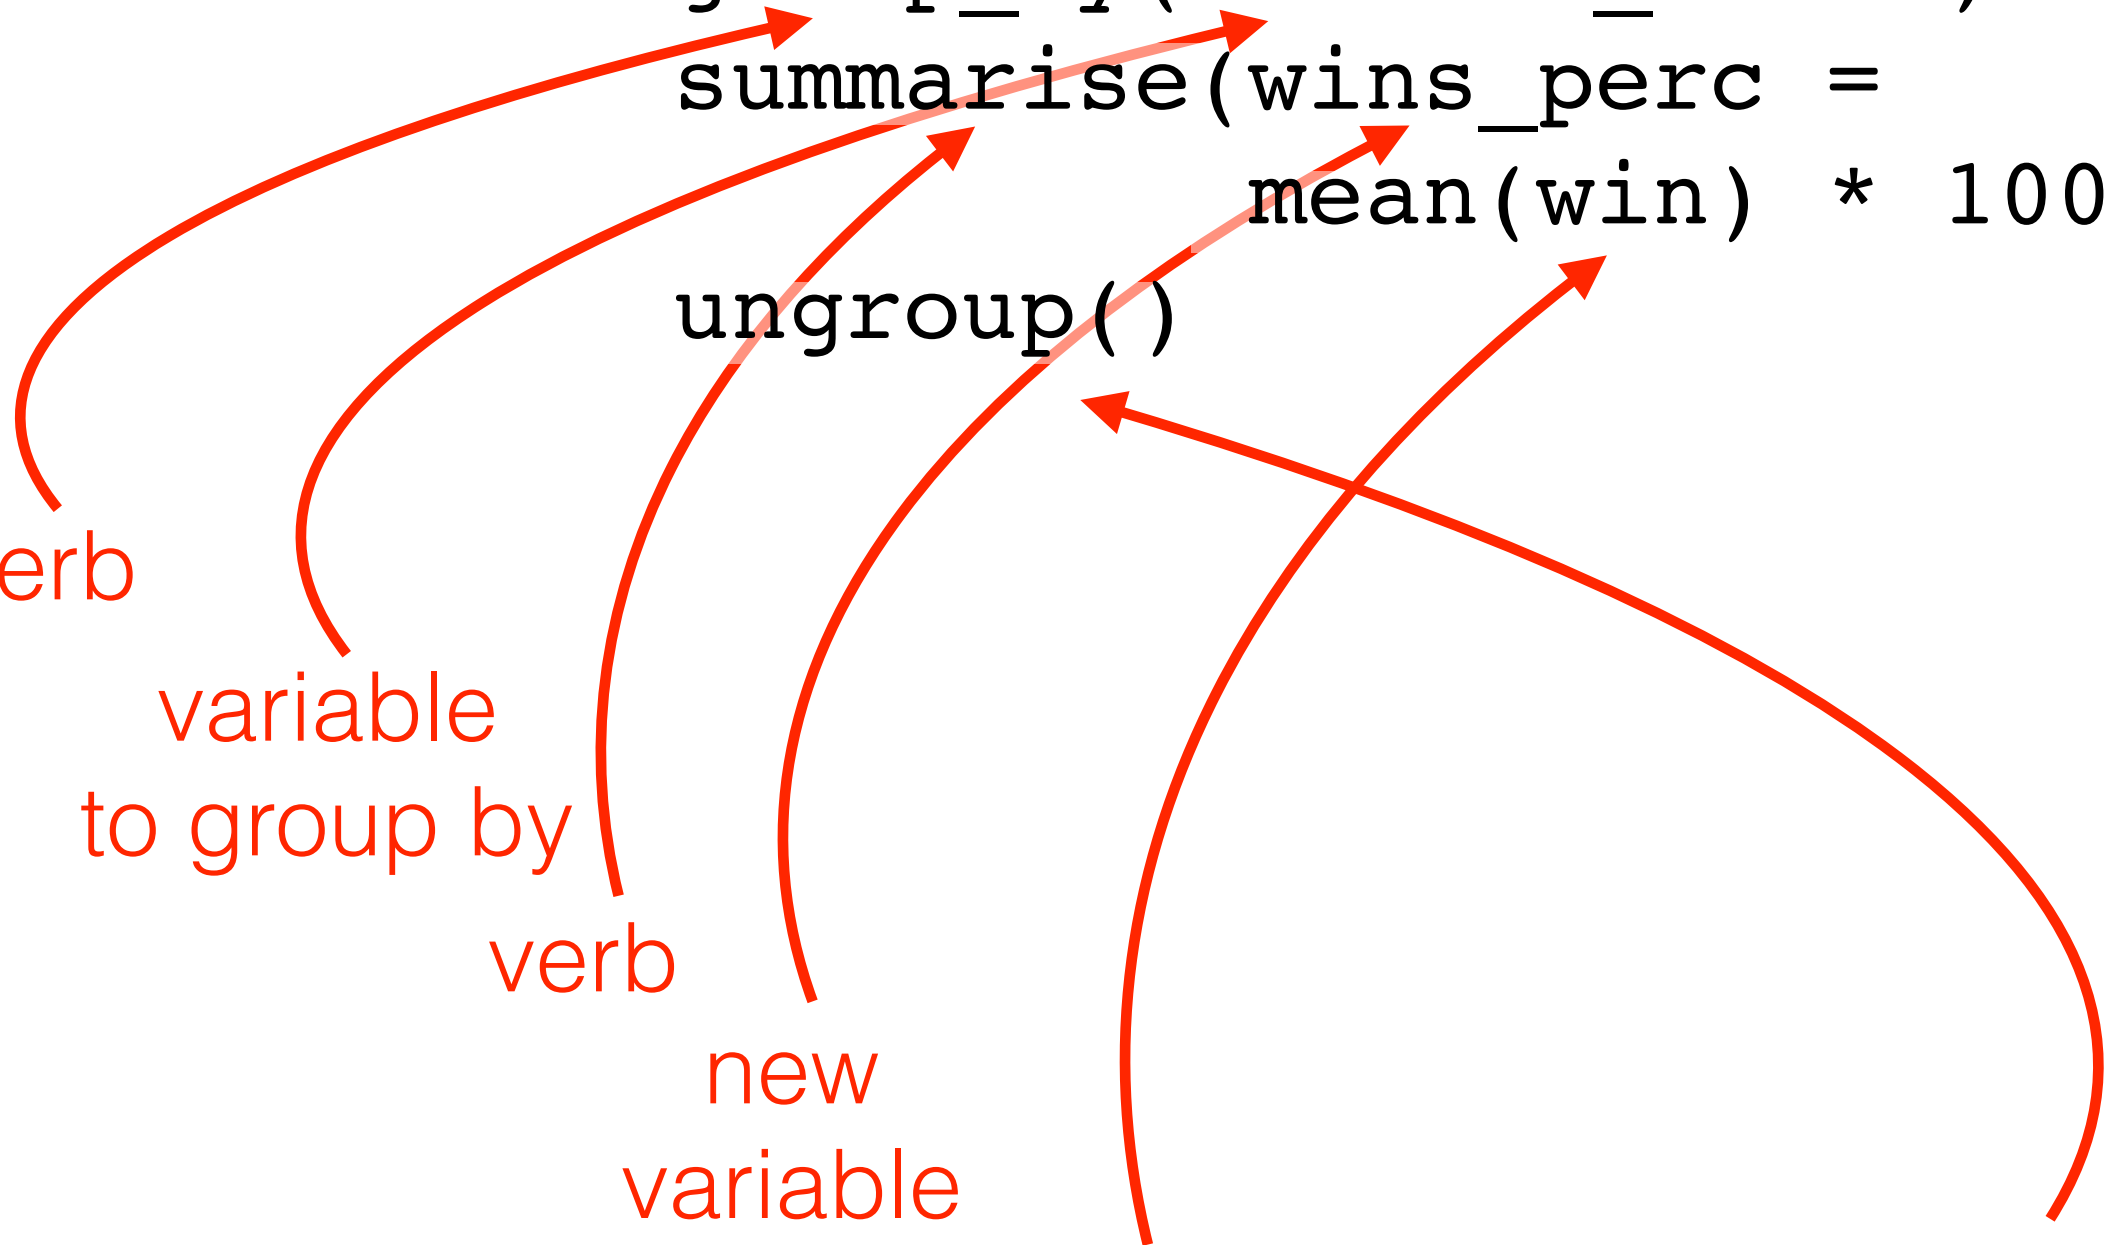 summarise(wins_perc =
mean(win) * 100
ungroup()
erb
variable
to group by
verb
new
variable